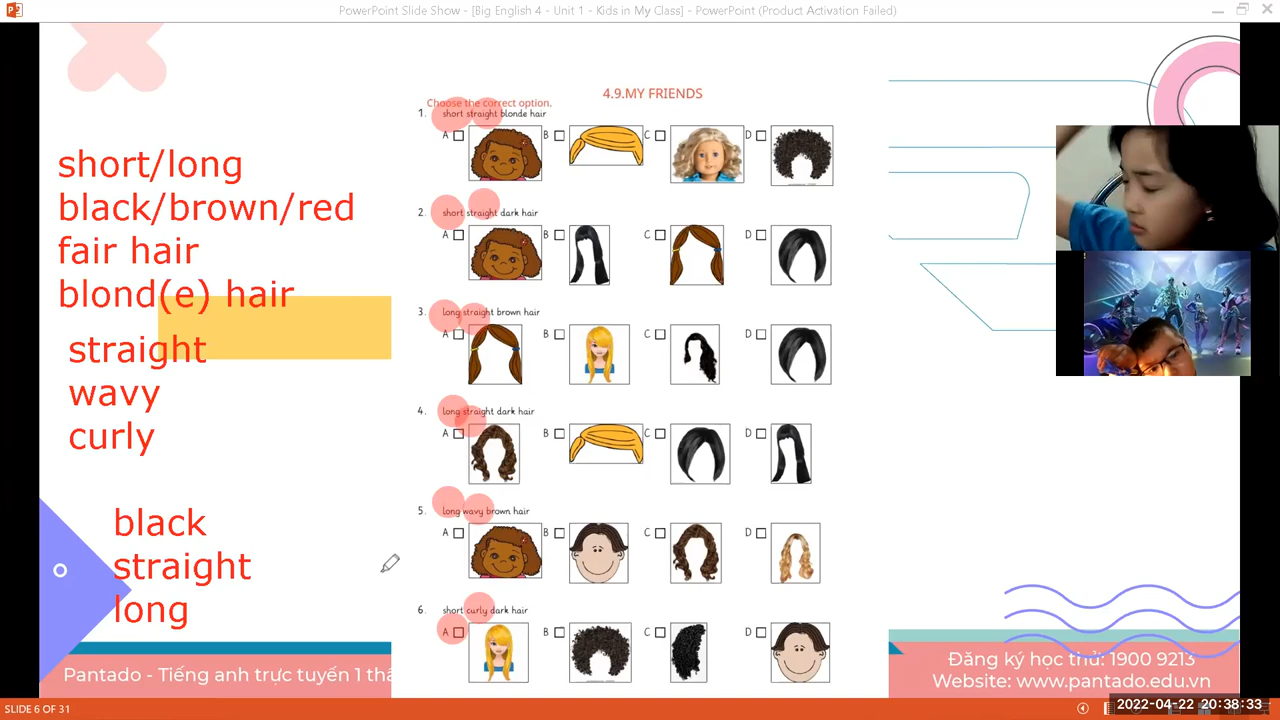 PowerPoint Slide Show - [Big English 4 - Unit 1 - Kids in My Class] - PowerPoint (Product Activation Failed)
short/long
black/brown/red
fair hair
blond(e) hair
straight
wavy
curly
black
straight
long
4.9.MY FRIENDS
Choose the correct option.
1. short straight blonde hair
A B C D
2. short straight dark hair
A B C D
3. long straight brown hair
A B C D
4. long straight dark hair
A B C D
5. long wavy brown hair
A B C D
6. short curly dark hair
A B C D
Pantado - Tiếng anh trực tuyến 1 thầ
Đăng ký học thử: 1900 9213
Website: www.pantado.edu.vn
SLIDE 6 OF 31
2022-04-22 20:38:33